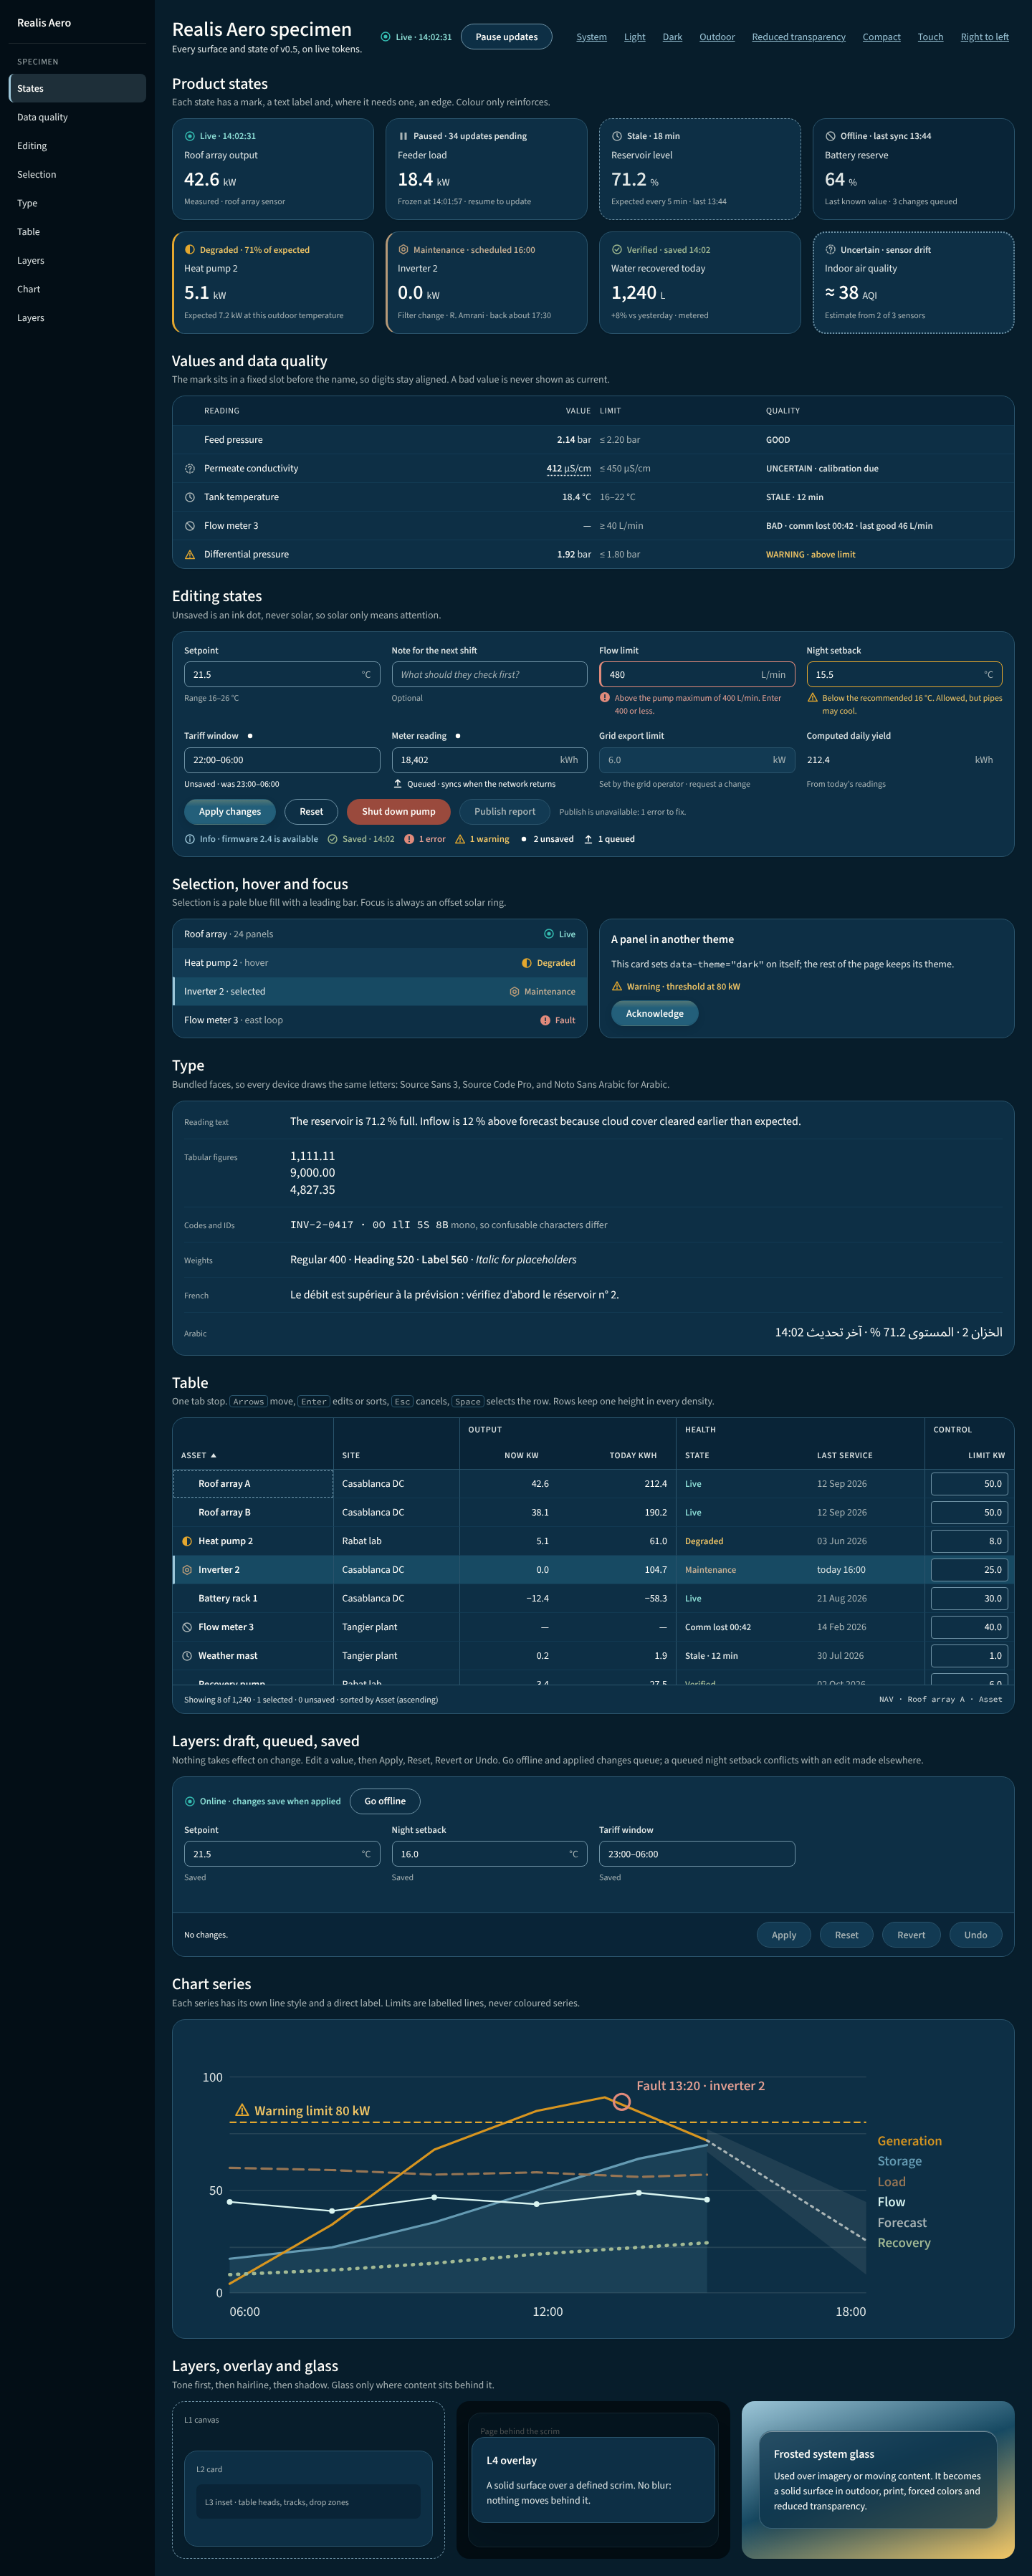 Realis Aero
SPECIMEN
States
Data quality
Editing
Selection
Type
Table
Layers
Chart
Layers
Realis Aero specimen
Every surface and state of v0.5, on live tokens.
Live · 14:02:31
Pause updates
System Light Dark Outdoor Reduced transparency Compact Touch Right to left
Product states
Each state has a mark, a text label and, where it needs one, an edge. Colour only reinforces.
Live · 14:02:31
Roof array output
42.6 kW
Measured · roof array sensor
Paused · 34 updates pending
Feeder load
18.4 kW
Frozen at 14:01:57 · resume to update
Stale · 18 min
Reservoir level
71.2 %
Expected every 5 min · last 13:44
Offline · last sync 13:44
Battery reserve
64 %
Last known value · 3 changes queued
Degraded · 71% of expected
Heat pump 2
5.1 kW
Expected 7.2 kW at this outdoor temperature
Maintenance · scheduled 16:00
Inverter 2
0.0 kW
Filter change · R. Amrani · back about 17:30
Verified · saved 14:02
Water recovered today
1,240 L
+8% vs yesterday · metered
Uncertain · sensor drift
Indoor air quality
≈ 38 AQI
Estimate from 2 of 3 sensors
Values and data quality
The mark sits in a fixed slot before the name, so digits stay aligned. A bad value is never shown as current.
READING VALUE LIMIT QUALITY
Feed pressure 2.14 bar ≤ 2.20 bar GOOD
Permeate conductivity 412 µS/cm ≤ 450 µS/cm UNCERTAIN · calibration due
Tank temperature 18.4 °C 16–22 °C STALE · 12 min
Flow meter 3 — ≥ 40 L/min BAD · comm lost 00:42 · last good 46 L/min
Differential pressure 1.92 bar ≤ 1.80 bar WARNING · above limit
Editing states
Unsaved is an ink dot, never solar, so solar only means attention.
Setpoint
21.5 °C
Range 16–26 °C
Note for the next shift
What should they check first?
Optional
Flow limit
480 L/min
Above the pump maximum of 400 L/min. Enter
400 or less.
Night setback
15.5 °C
Below the recommended 16 °C. Allowed, but pipes
may cool.
Tariff window
22:00–06:00
Unsaved · was 23:00–06:00
Meter reading
18,402 kWh
Queued · syncs when the network returns
Grid export limit
6.0 kW
Set by the grid operator · request a change
Computed daily yield
212.4 kWh
From today's readings
Apply changes Reset Shut down pump Publish report Publish is unavailable: 1 error to fix.
Info · firmware 2.4 is available Saved · 14:02 1 error 1 warning 2 unsaved 1 queued
Selection, hover and focus
Selection is a pale blue fill with a leading bar. Focus is always an offset solar ring.
Roof array · 24 panels Live
Heat pump 2 · hover Degraded
Inverter 2 · selected Maintenance
Flow meter 3 · east loop Fault
A panel in another theme
This card sets data-theme="dark" on itself; the rest of the page keeps its theme.
Warning · threshold at 80 kW
Acknowledge
Type
Bundled faces, so every device draws the same letters: Source Sans 3, Source Code Pro, and Noto Sans Arabic for Arabic.
Reading text The reservoir is 71.2 % full. Inflow is 12 % above forecast because cloud cover cleared earlier than expected.
Tabular figures 1,111.11
9,000.00
4,827.35
Codes and IDs INV-2-0417 · 0O 1lI 5S 8B mono, so confusable characters differ
Weights Regular 400 · Heading 520 · Label 560 · Italic for placeholders
French Le débit est supérieur à la prévision : vérifiez d’abord le réservoir n° 2.
Arabic الخزان 2 · المستوى 71.2 % · آخر تحديث 14:02
Table
One tab stop. Arrows move, Enter edits or sorts, Esc cancels, Space selects the row. Rows keep one height in every density.
OUTPUT HEALTH CONTROL
ASSET SITE NOW KW TODAY KWH STATE LAST SERVICE LIMIT KW
Roof array A Casablanca DC 42.6 212.4 Live 12 Sep 2026 50.0
Roof array B Casablanca DC 38.1 190.2 Live 12 Sep 2026 50.0
Heat pump 2 Rabat lab 5.1 61.0 Degraded 03 Jun 2026 8.0
Inverter 2 Casablanca DC 0.0 104.7 Maintenance today 16:00 25.0
Battery rack 1 Casablanca DC −12.4 −58.3 Live 21 Aug 2026 30.0
Flow meter 3 Tangier plant — — Comm lost 00:42 14 Feb 2026 40.0
Weather mast Tangier plant 0.2 1.9 Stale · 12 min 30 Jul 2026 1.0
Recovery pump Rabat lab 3.4 27.5 Verified 02 Oct 2026 6.0
Showing 8 of 1,240 · 1 selected · 0 unsaved · sorted by Asset (ascending) NAV · Roof array A · Asset
Layers: draft, queued, saved
Nothing takes effect on change. Edit a value, then Apply, Reset, Revert or Undo. Go offline and applied changes queue; a queued night setback conflicts with an edit made elsewhere.
Online · changes save when applied Go offline
Setpoint
21.5 °C
Saved
Night setback
16.0 °C
Saved
Tariff window
23:00–06:00
Saved
No changes. Apply Reset Revert Undo
Chart series
Each series has its own line style and a direct label. Limits are labelled lines, never coloured series.
100
50
0
06:00 12:00 18:00
Warning limit 80 kW
Fault 13:20 · inverter 2
Generation
Storage
Load
Flow
Forecast
Recovery
Layers, overlay and glass
Tone first, then hairline, then shadow. Glass only where content sits behind it.
L1 canvas
L2 card
L3 inset · table heads, tracks, drop zones
Page behind the scrim
L4 overlay
A solid surface over a defined scrim. No blur:
nothing moves behind it.
Frosted system glass
Used over imagery or moving content. It becomes
a solid surface in outdoor, print, forced colors and
reduced transparency.